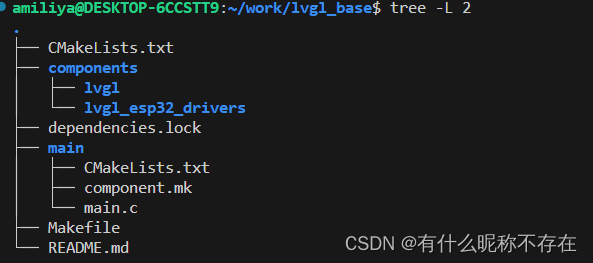 amiliya@DESKTOP-6CCSTT9:~/work/lvgl_base$ tree -L 2
.
├── CMakeLists.txt
├── components
│   ├── lvgl
│   └── lvgl_esp32_drivers
├── dependencies.lock
├── main
│   ├── CMakeLists.txt
│   ├── component.mk
│   └── main.c
├── Makefile
└── README.md
CSDN @有什么昵称不存在